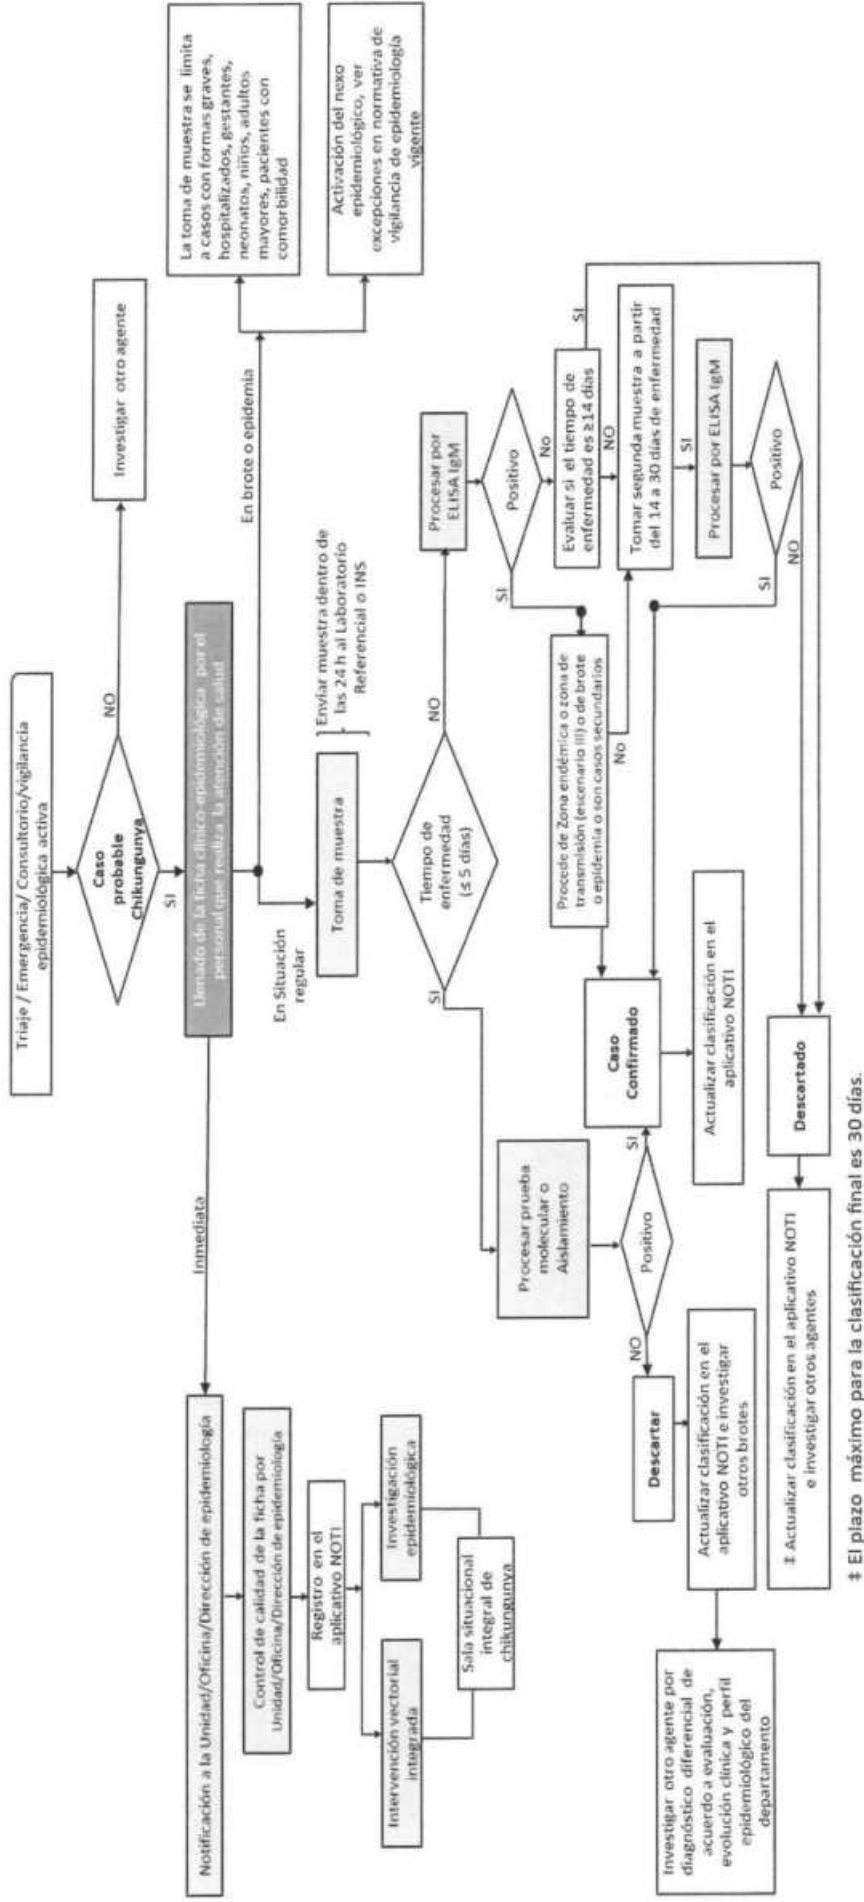 Triaje / Emergencia/ Consultorio/vigilancia
epidemiológica activa
Caso
probable
Chikungunya
NO
Investigar otro agente
SI
Llenado de la ficha clínico-epidemiológica por el
personal que realiza la atención de salud
Inmediata
Notificación a la Unidad/Oficina/Dirección de epidemiología
Control de calidad de la ficha por
Unidad/Oficina/Dirección de epidemiología
Registro en el
aplicativo NOTI
Intervención vectorial
integrada
Investigación
epidemiológica
Sala situacional
integral de
chikungunya
En brote o epidemia
La toma de muestra se limita
a casos con formas graves,
hospitalizados, gestantes,
neonatos, niños, adultos
mayores, pacientes con
comorbilidad
Activación del nexo
epidemiológico, ver
excepciones en normativa de
vigilancia de epidemiología
vigente
En Situación
regular
Toma de muestra
Enviar muestra dentro de
las 24 h al Laboratorio
Referencial o INS
Tiempo de
enfermedad
(≤ 5 días)
SI
NO
Procesar prueba
molecular o
Aislamiento
Positivo
NO
SI
Descartar
Actualizar clasificación en el
aplicativo NOTI e investigar
otros brotes
Investigar otro agente por
diagnóstico diferencial de
acuerdo a evaluación,
evolución clínica y perfil
epidemiológico del
departamento
Procesar por
ELISA IgM
Positivo
SI
No
Procede de Zona endémica o zona de
transmisión (escenario III) o de brote
o epidemia o son casos secundarios
No
Evaluar si el tiempo de
enfermedad es ≥ 14 días
SI
NO
Tomar segunda muestra a partir
del 14 a 30 días de enfermedad
SI
Procesar por ELISA IgM
Positivo
SI
NO
Caso
Confirmado
Actualizar clasificación en el
aplicativo NOTI
Descartado
‡ Actualizar clasificación en el aplicativo NOTI
e investigar otros agentes
‡ El plazo máximo para la clasificación final es 30 días.